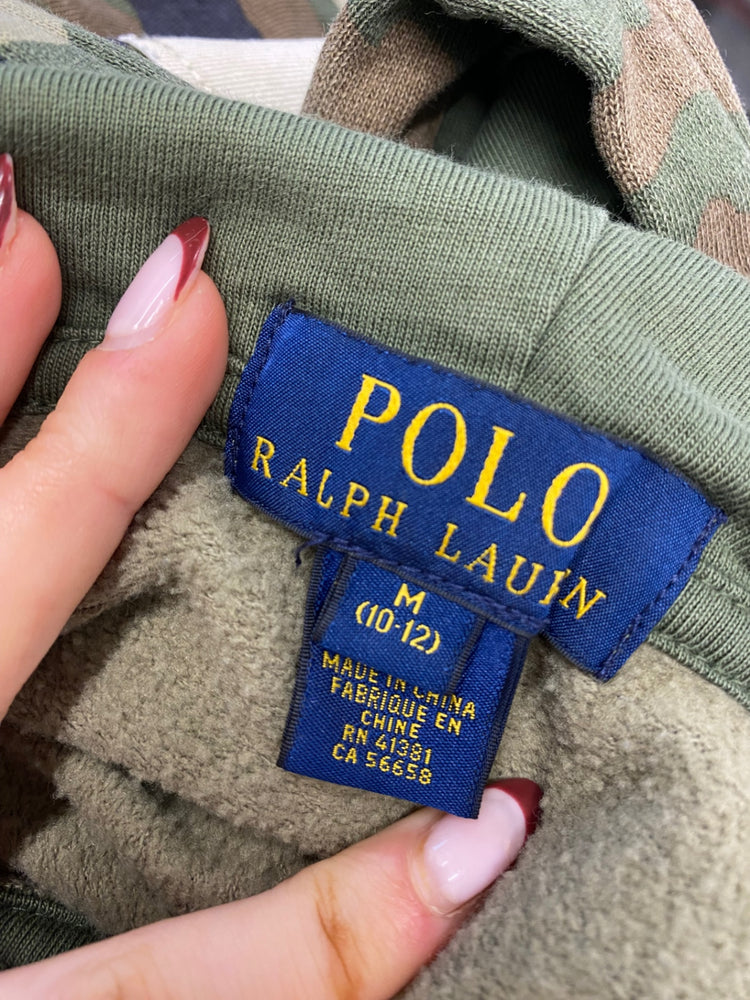 POLO
RALPH LAUIN
M
(10-12)
MADE IN CHINA
FABRIQUE EN
CHINE
RN 41381
CA 56658